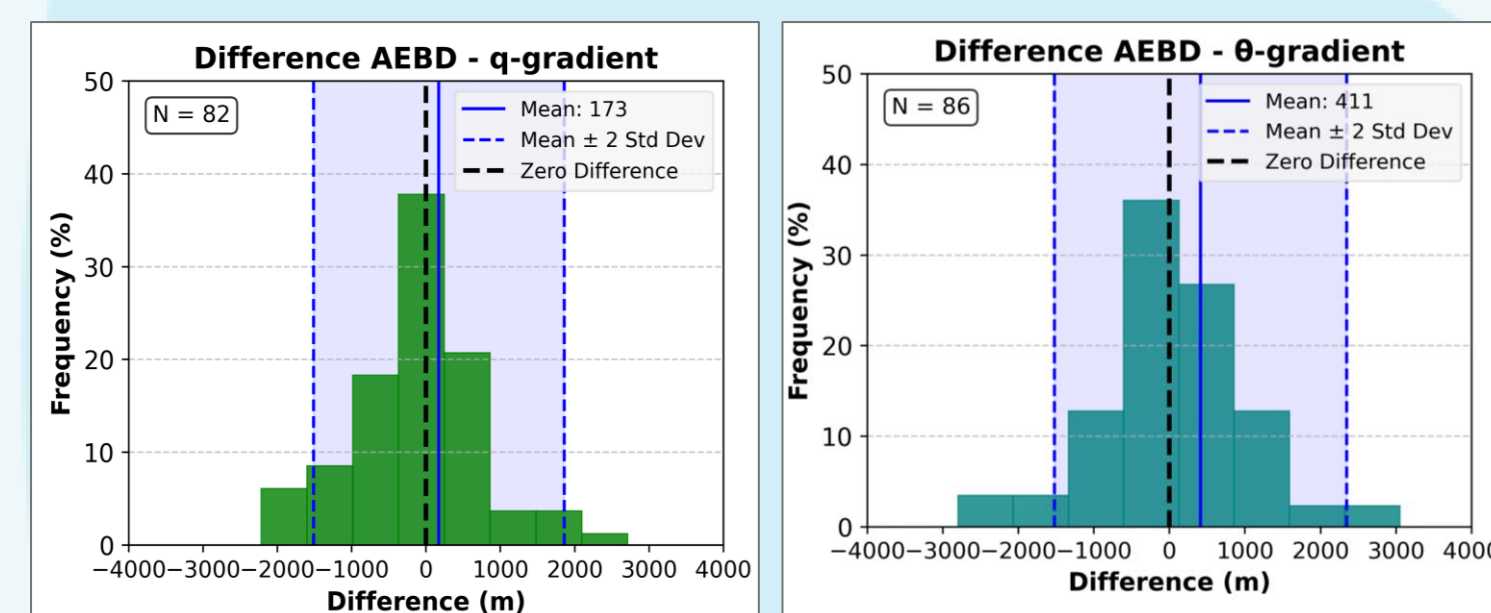 Difference AEBD - q-gradient
N = 82
Mean: 173
Mean ± 2 Std Dev
Zero Difference
Frequency (%)
50
40
30
20
10
0
−4000 −3000 −2000 −1000 0 1000 2000 3000 4000
Difference (m)
Difference AEBD - θ-gradient
N = 86
Mean: 411
Mean ± 2 Std Dev
Zero Difference
Frequency (%)
50
40
30
20
10
0
−4000 −3000 −2000 −1000 0 1000 2000 3000 400
Difference (m)